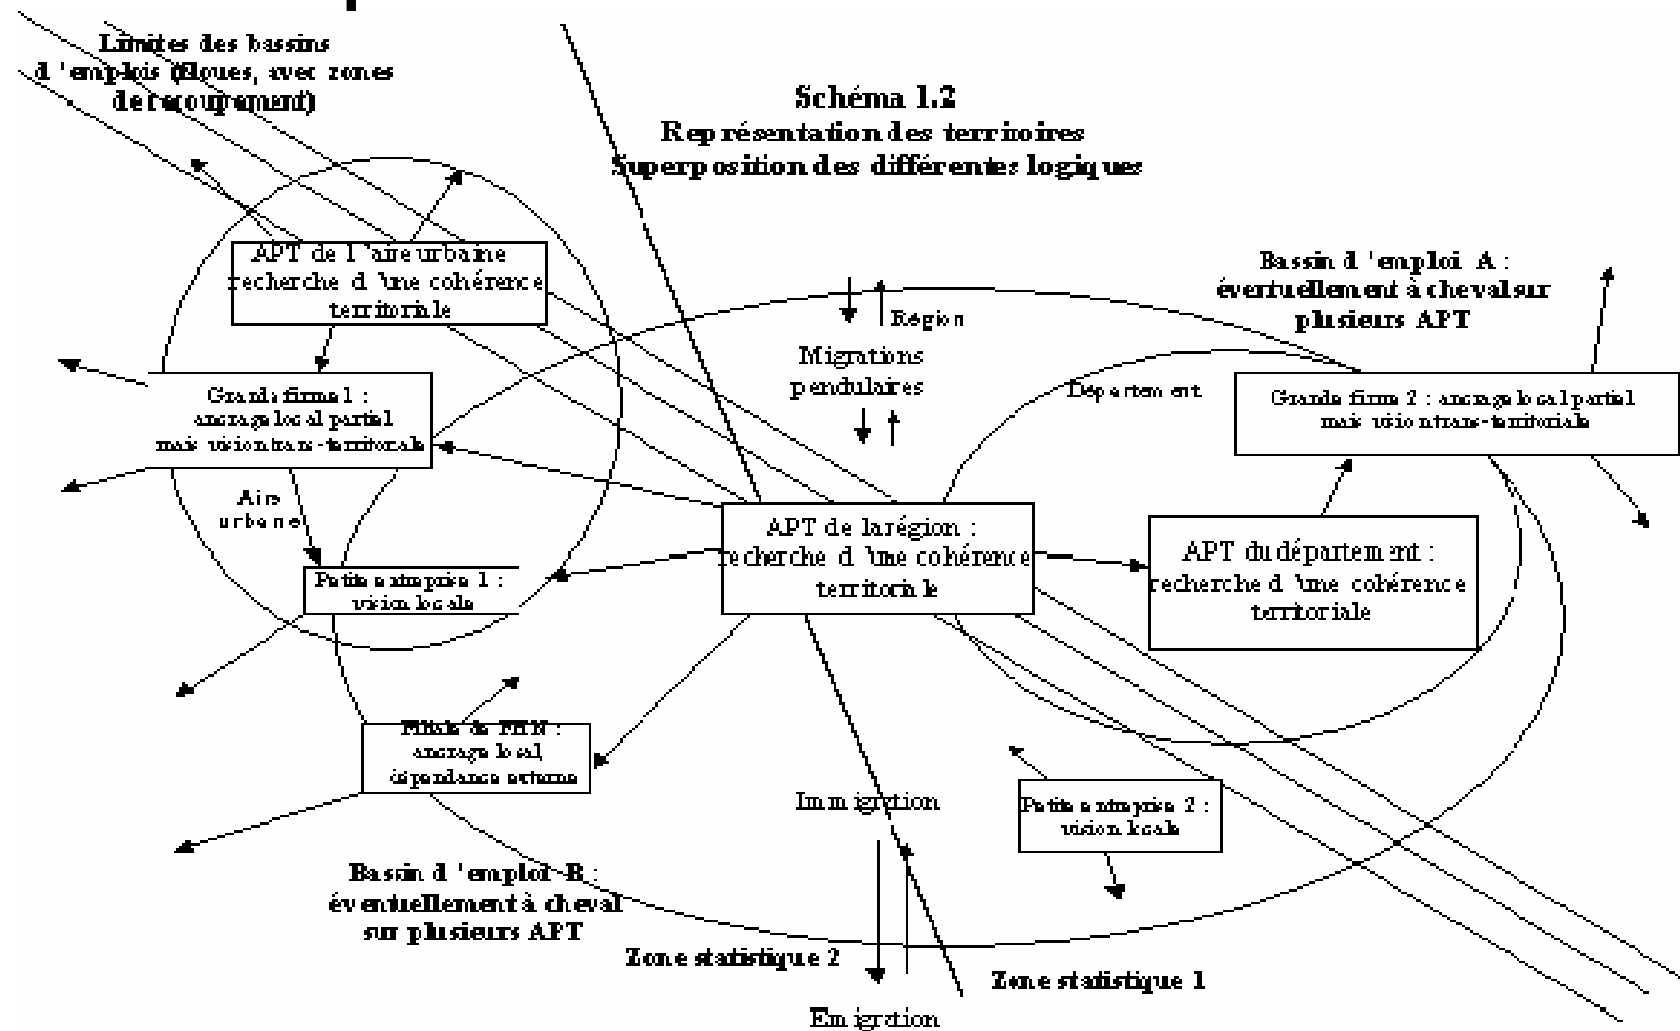 Limites des bassins
d'emplois (floues, avec zones
de recoupement)
Schéma 1.2
Représentation des territoires
Superposition des différentes logiques
APT de l'aire urbaine
recherche d'une cohérence
territoriale
Bassin d'emploi A :
éventuellement à cheval sur
plusieurs APT
Région
Migrations
pendulaires
Département
Grande firme 1 :
ancrage local partiel
mais vision trans-territoriale
Grande firme 2 : ancrage local partiel
mais vision trans-territoriale
Aire
urbaine
APT de la région :
recherche d'une cohérence
territoriale
APT du département :
recherche d'une cohérence
territoriale
Petite entreprise 1 :
vision locale
Filiale de FMN :
ancrage local,
dépendance externe
Immigration
Petite entreprise 2 :
vision locale
Bassin d'emploi B :
éventuellement à cheval
sur plusieurs APT
Zone statistique 2
Zone statistique 1
Emigration